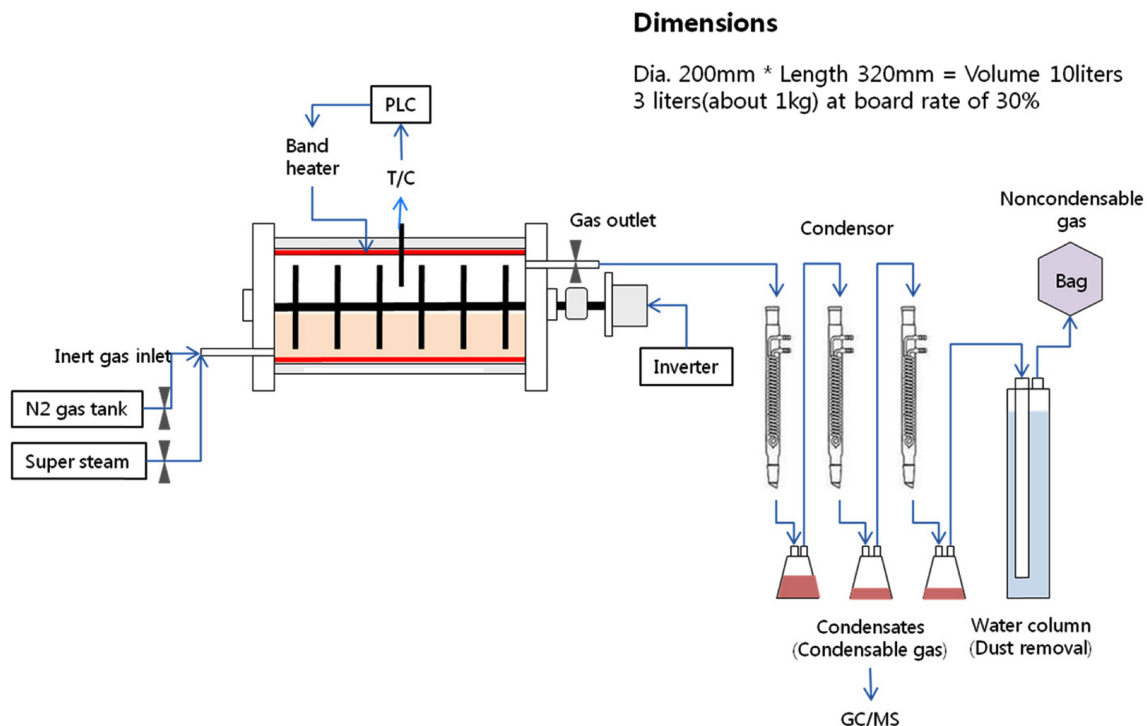 Dimensions
Dia. 200mm * Length 320mm = Volume 10liters
3 liters(about 1kg) at board rate of 30%
PLC
Band
heater
T/C
Gas outlet
Condensor
Noncondensable
gas
Bag
Inert gas inlet
Inverter
N2 gas tank
Super steam
Condensates
(Condensable gas)
Water column
(Dust removal)
GC/MS